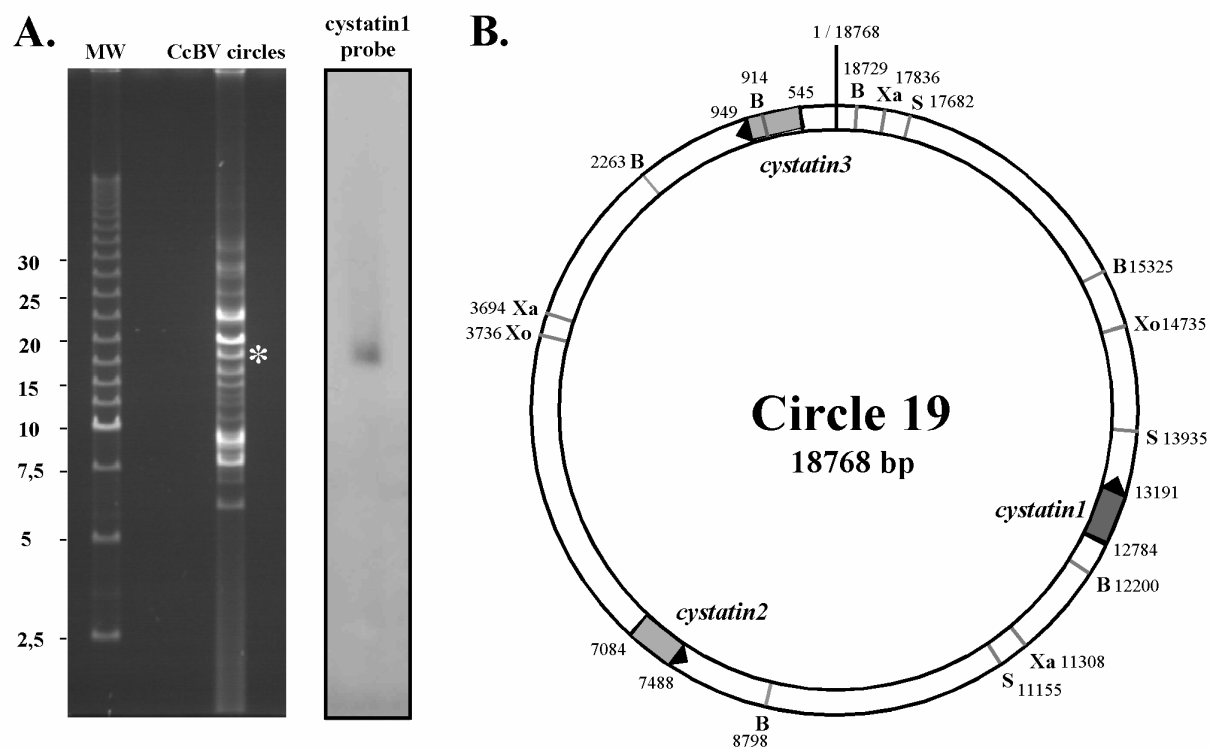 A.
MW
CcBV circles
cystatin1
probe
30
25
20
15
10
7,5
5
2,5
*
B.
1 / 18768
18729
B
17836
Xa
S 17682
B 15325
Xo 14735
S 13935
13191
cystatin1
12784
B 12200
Xa 11308
S 11155
B
8798
7488
7084
cystatin2
3736 Xo
3694 Xa
2263 B
949
914
B
545
cystatin3
Circle 19
18768 bp